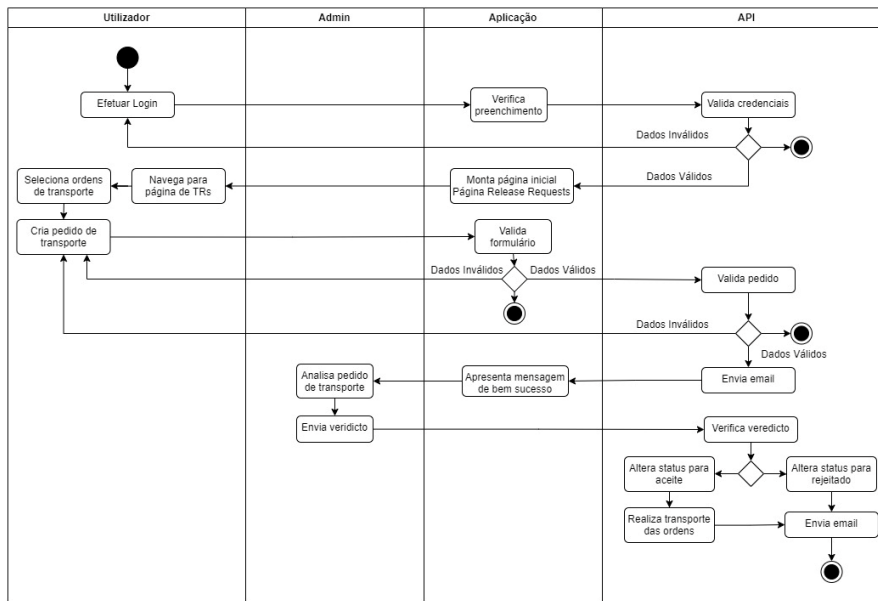 Utilizador
Admin
Aplicação
API
Efetuar Login
Verifica
preenchimento
Valida credenciais
Dados Inválidos
Dados Válidos
Seleciona ordens
de transporte
Navega para
página de TRs
Monta página inicial
Página Release Requests
Cria pedido de
transporte
Valida
formulário
Dados Inválidos
Dados Válidos
Valida pedido
Dados Inválidos
Dados Válidos
Analisa pedido
de transporte
Apresenta mensagem
de bem sucesso
Envia email
Envia veridicto
Verifica veredicto
Altera status para
aceite
Altera status para
rejeitado
Realiza transporte
das ordens
Envia email